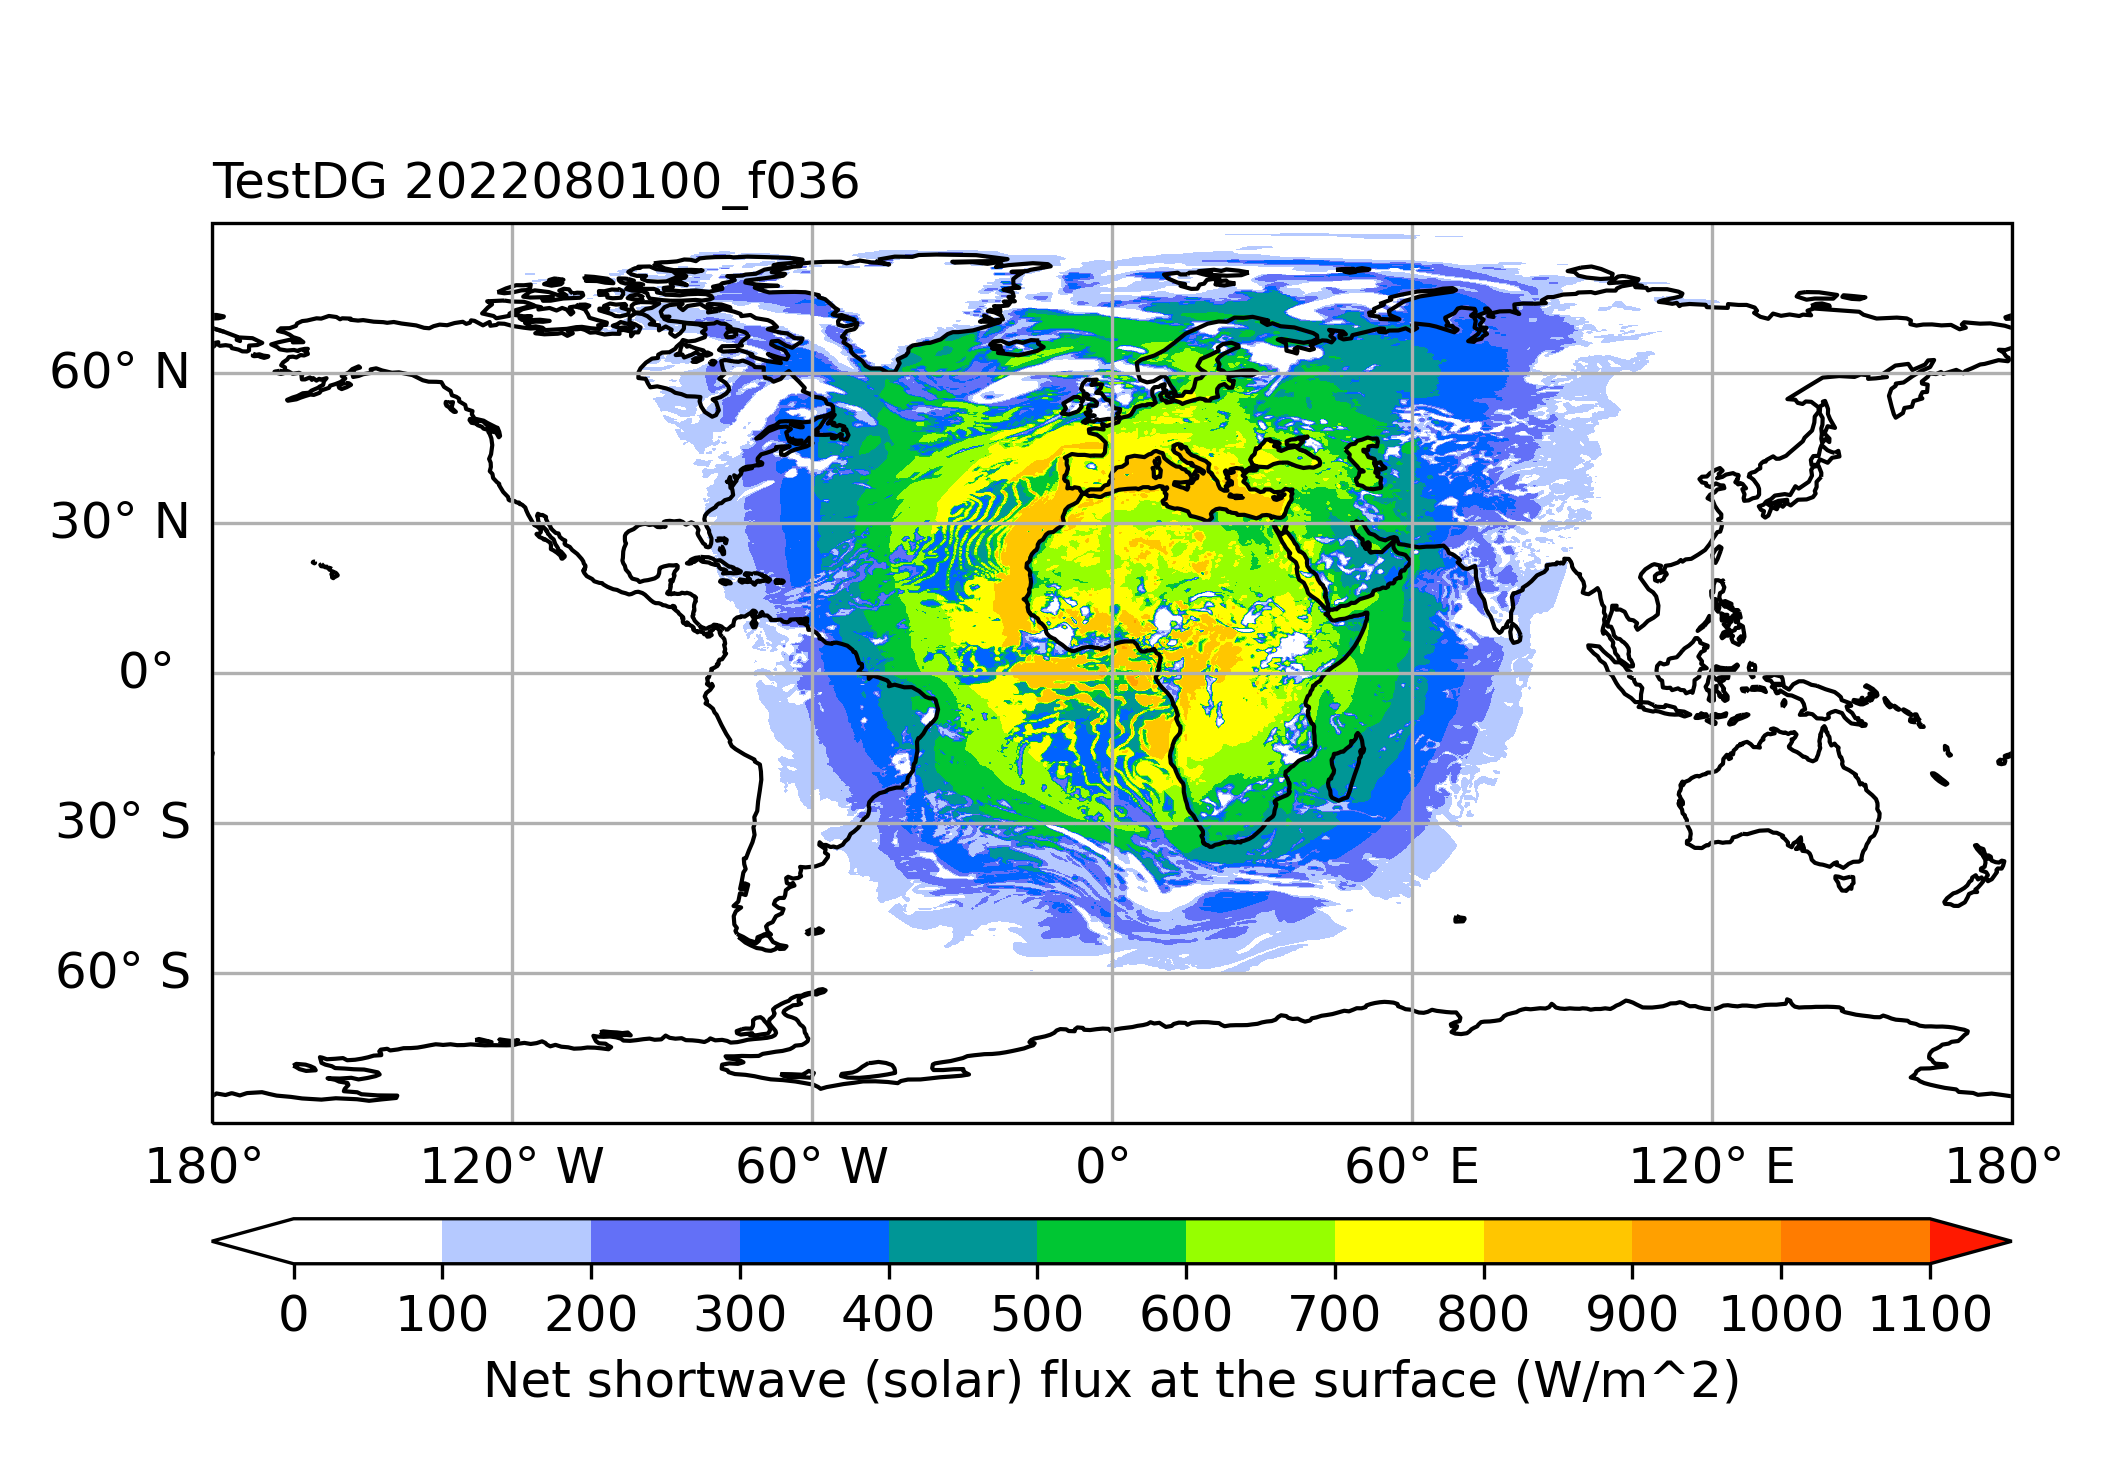 TestDG 2022080100_f036
60° N
30° N
0°
30° S
60° S
180° 120° W 60° W 0° 60° E 120° E 180°
0 100 200 300 400 500 600 700 800 900 1000 1100
Net shortwave (solar) flux at the surface (W/m^2)